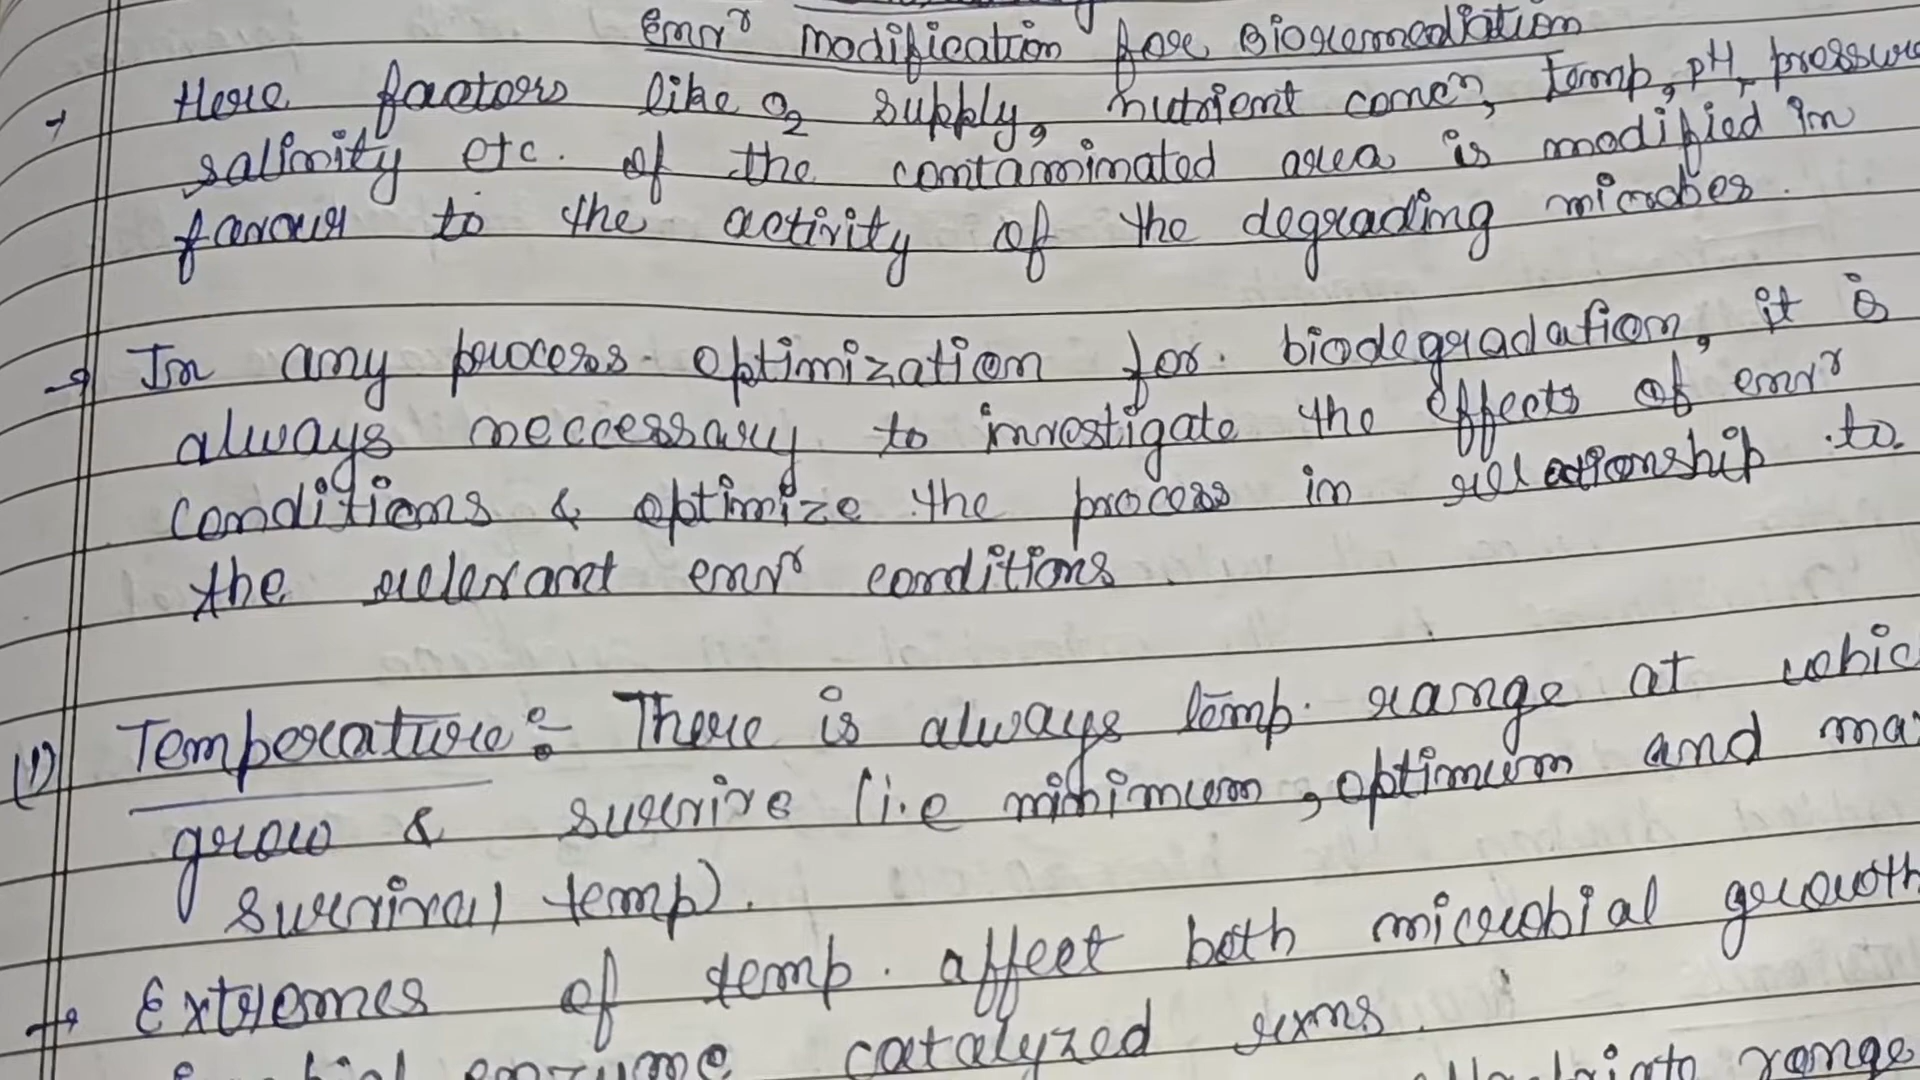 envr modification for Bioremediation
→ Here factors like O2 supply, nutrient concn, temp, pH, pressure
salinity etc. of the contaminated area is modified in
favour to the activity of the degrading microbes.
→ In any process optimization for biodegradation, it is
always neccessary to investigate the effects of envr
conditions & optimize the process in relationship to
the relevant envr conditions.
(1) Temperature:- There is always temp. range at whic
grow & survive (i.e minimum, optimum and ma
survival temp).
→ Extremes of temp. affect both microbial growth
catalyzed rxns.
range